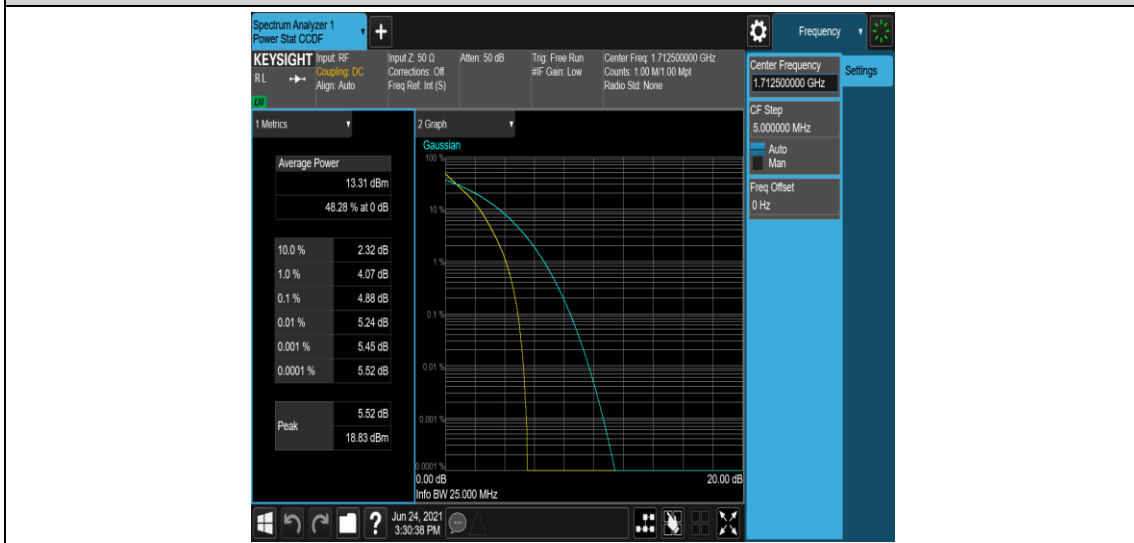 Spectrum Analyzer 1
Power Stat CCDF
+
Frequency
KEYSIGHT
RL
LXI
Input: RF
Coupling: DC
Align: Auto
Input Z: 50 Ω
Corrections: Off
Freq Ref: Int (S)
Atten: 50 dB
Trig: Free Run
#IF Gain: Low
Center Freq: 1.712500000 GHz
Counts: 1.00 M/1.00 Mpt
Radio Std: None
Center Frequency
1.712500000 GHz
Settings
CF Step
5.000000 MHz
Auto
Man
Freq Offset
0 Hz
1 Metrics
Average Power
13.31 dBm
48.28 % at 0 dB
10.0 % 2.32 dB
1.0 % 4.07 dB
0.1 % 4.88 dB
0.01 % 5.24 dB
0.001 % 5.45 dB
0.0001 % 5.52 dB
Peak
5.52 dB
18.83 dBm
2 Graph
Gaussian
100 %
10 %
1 %
0.1 %
0.01 %
0.001 %
0.0001 %
0.00 dB 20.00 dB
Info BW 25.000 MHz
?
Jun 24, 2021
3:30:38 PM